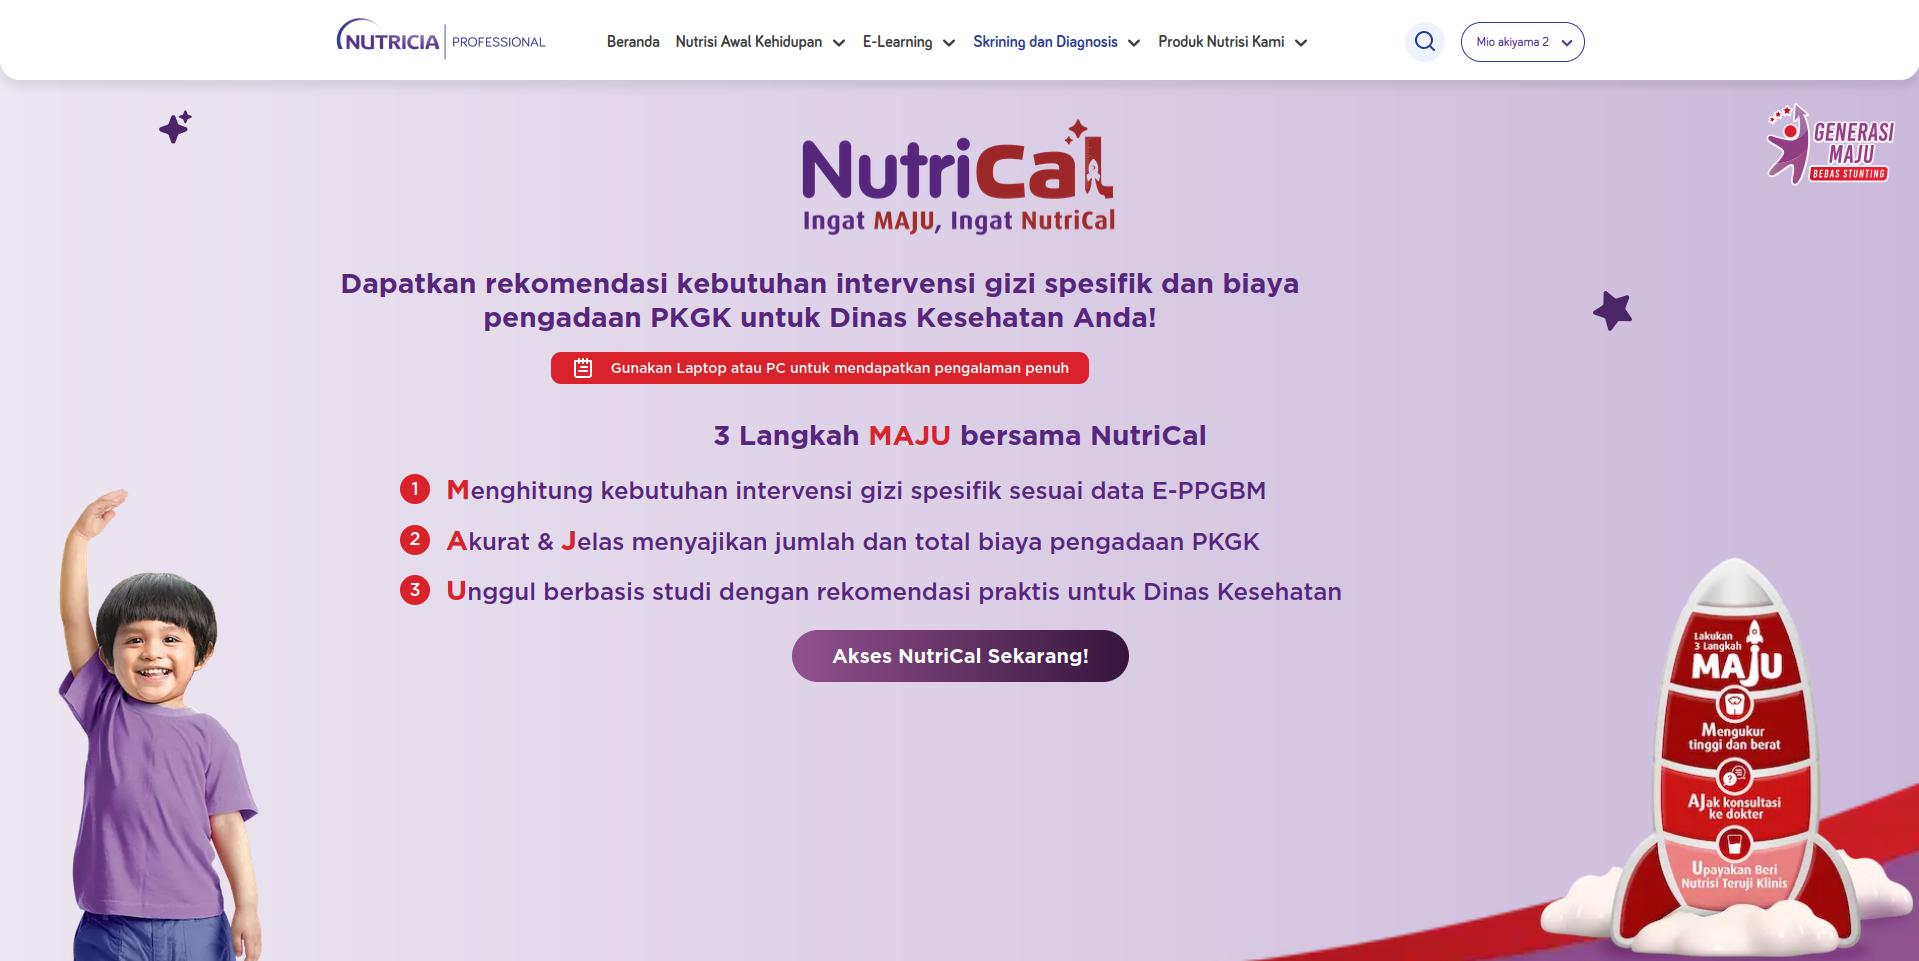 NUTRICIA PROFESSIONAL
Beranda Nutrisi Awal Kehidupan E-Learning Skrining dan Diagnosis Produk Nutrisi Kami
Mio akiyama 2
GENERASI
MAJU
BEBAS STUNTING
NutriCal
Ingat MAJU, Ingat NutriCal
Dapatkan rekomendasi kebutuhan intervensi gizi spesifik dan biaya
pengadaan PKGK untuk Dinas Kesehatan Anda!
Gunakan Laptop atau PC untuk mendapatkan pengalaman penuh
3 Langkah MAJU bersama NutriCal
1 Menghitung kebutuhan intervensi gizi spesifik sesuai data E-PPGBM
2 Akurat & Jelas menyajikan jumlah dan total biaya pengadaan PKGK
3 Unggul berbasis studi dengan rekomendasi praktis untuk Dinas Kesehatan
Akses NutriCal Sekarang!
Lakukan
3 Langkah
MAJU
Mengukur
tinggi dan berat
AJak konsultasi
ke dokter
Upayakan Beri
Nutrisi Teruji Klinis